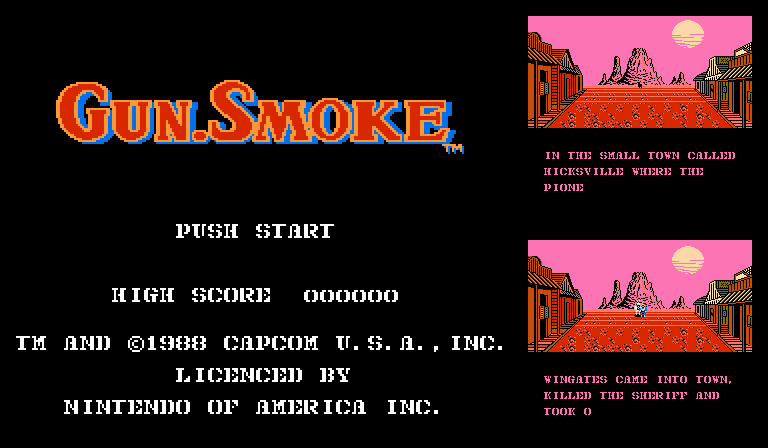 GUN.SMOKE
TM
PUSH START
HIGH SCORE 000000
TM AND ©1988 CAPCOM U.S.A.,INC.
LICENCED BY
NINTENDO OF AMERICA INC.
IN THE SMALL TOWN CALLED
HICKSVILLE WHERE THE
PIONE
WINGATES CAME INTO TOWN,
KILLED THE SHERIFF AND
TOOK O